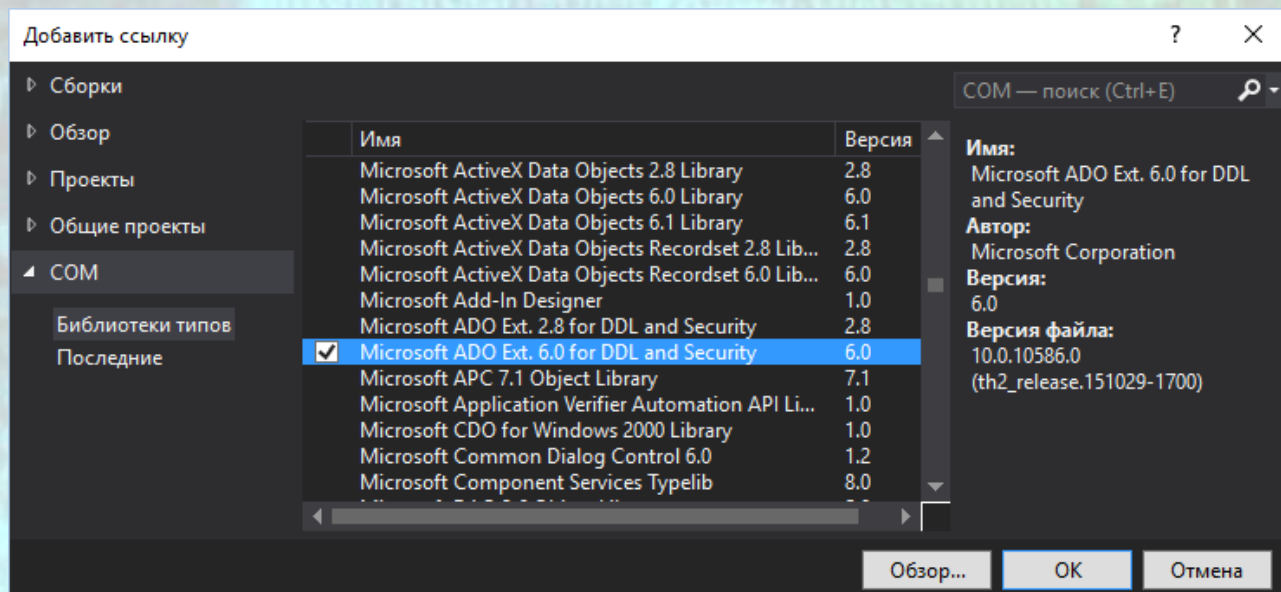 Добавить ссылку
?
Сборки
Обзор
Проекты
Общие проекты
COM
Библиотеки типов
Последние
Имя Версия
Microsoft ActiveX Data Objects 2.8 Library 2.8
Microsoft ActiveX Data Objects 6.0 Library 6.0
Microsoft ActiveX Data Objects 6.1 Library 6.1
Microsoft ActiveX Data Objects Recordset 2.8 Lib... 2.8
Microsoft ActiveX Data Objects Recordset 6.0 Lib... 6.0
Microsoft Add-In Designer 1.0
Microsoft ADO Ext. 2.8 for DDL and Security 2.8
Microsoft ADO Ext. 6.0 for DDL and Security 6.0
Microsoft APC 7.1 Object Library 7.1
Microsoft Application Verifier Automation API Li... 1.0
Microsoft CDO for Windows 2000 Library 1.0
Microsoft Common Dialog Control 6.0 1.2
Microsoft Component Services Typelib 8.0
COM — поиск (Ctrl+E)
Имя:
Microsoft ADO Ext. 6.0 for DDL
and Security
Автор:
Microsoft Corporation
Версия:
6.0
Версия файла:
10.0.10586.0
(th2_release.151029-1700)
Обзор...
ОК
Отмена